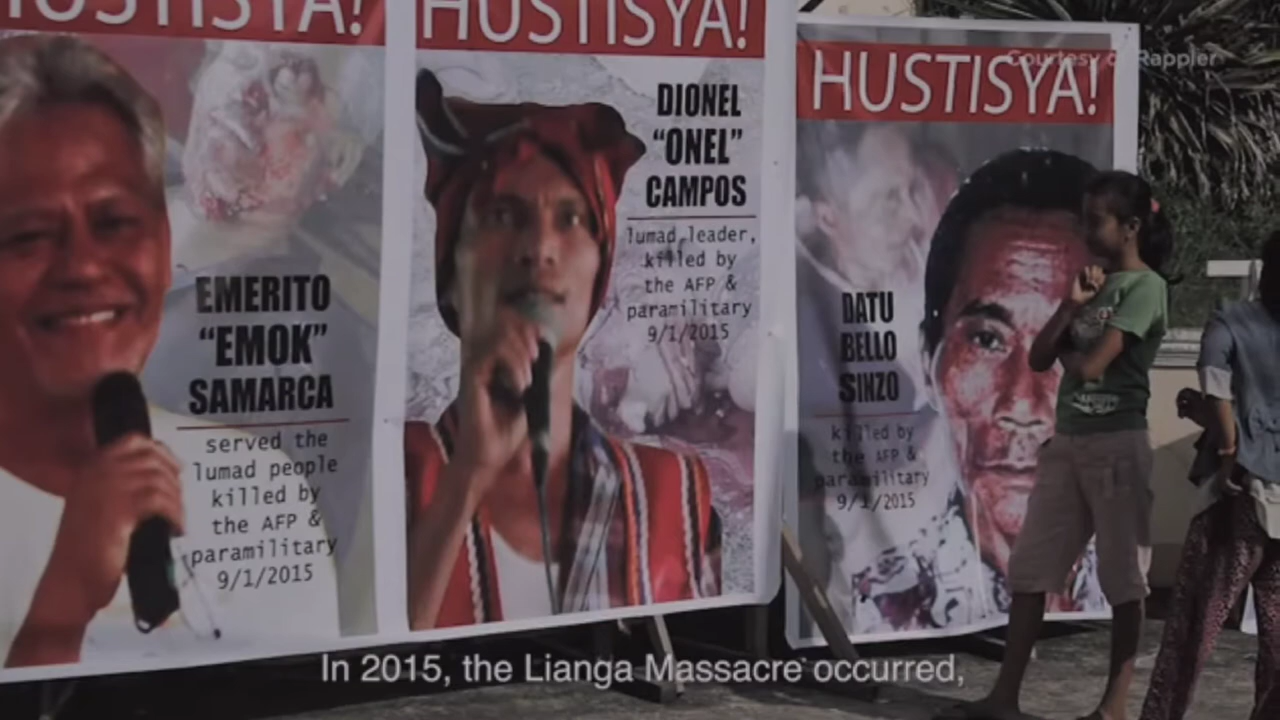 HUSTISYA!
EMERITO
"EMOK"
SAMARCA
served the
lumad people
killed by
the AFP &
paramilitary
9/1/2015
HUSTISYA!
DIONEL
"ONEL"
CAMPOS
lumad leader,
killed by
the AFP &
paramilitary
9/1/2015
Courtesy of Rappler
HUSTISYA!
DATU
BELLO
SINZO
killed by
the AFP &
paramilitary
9/1/2015
In 2015, the Lianga Massacre occurred,